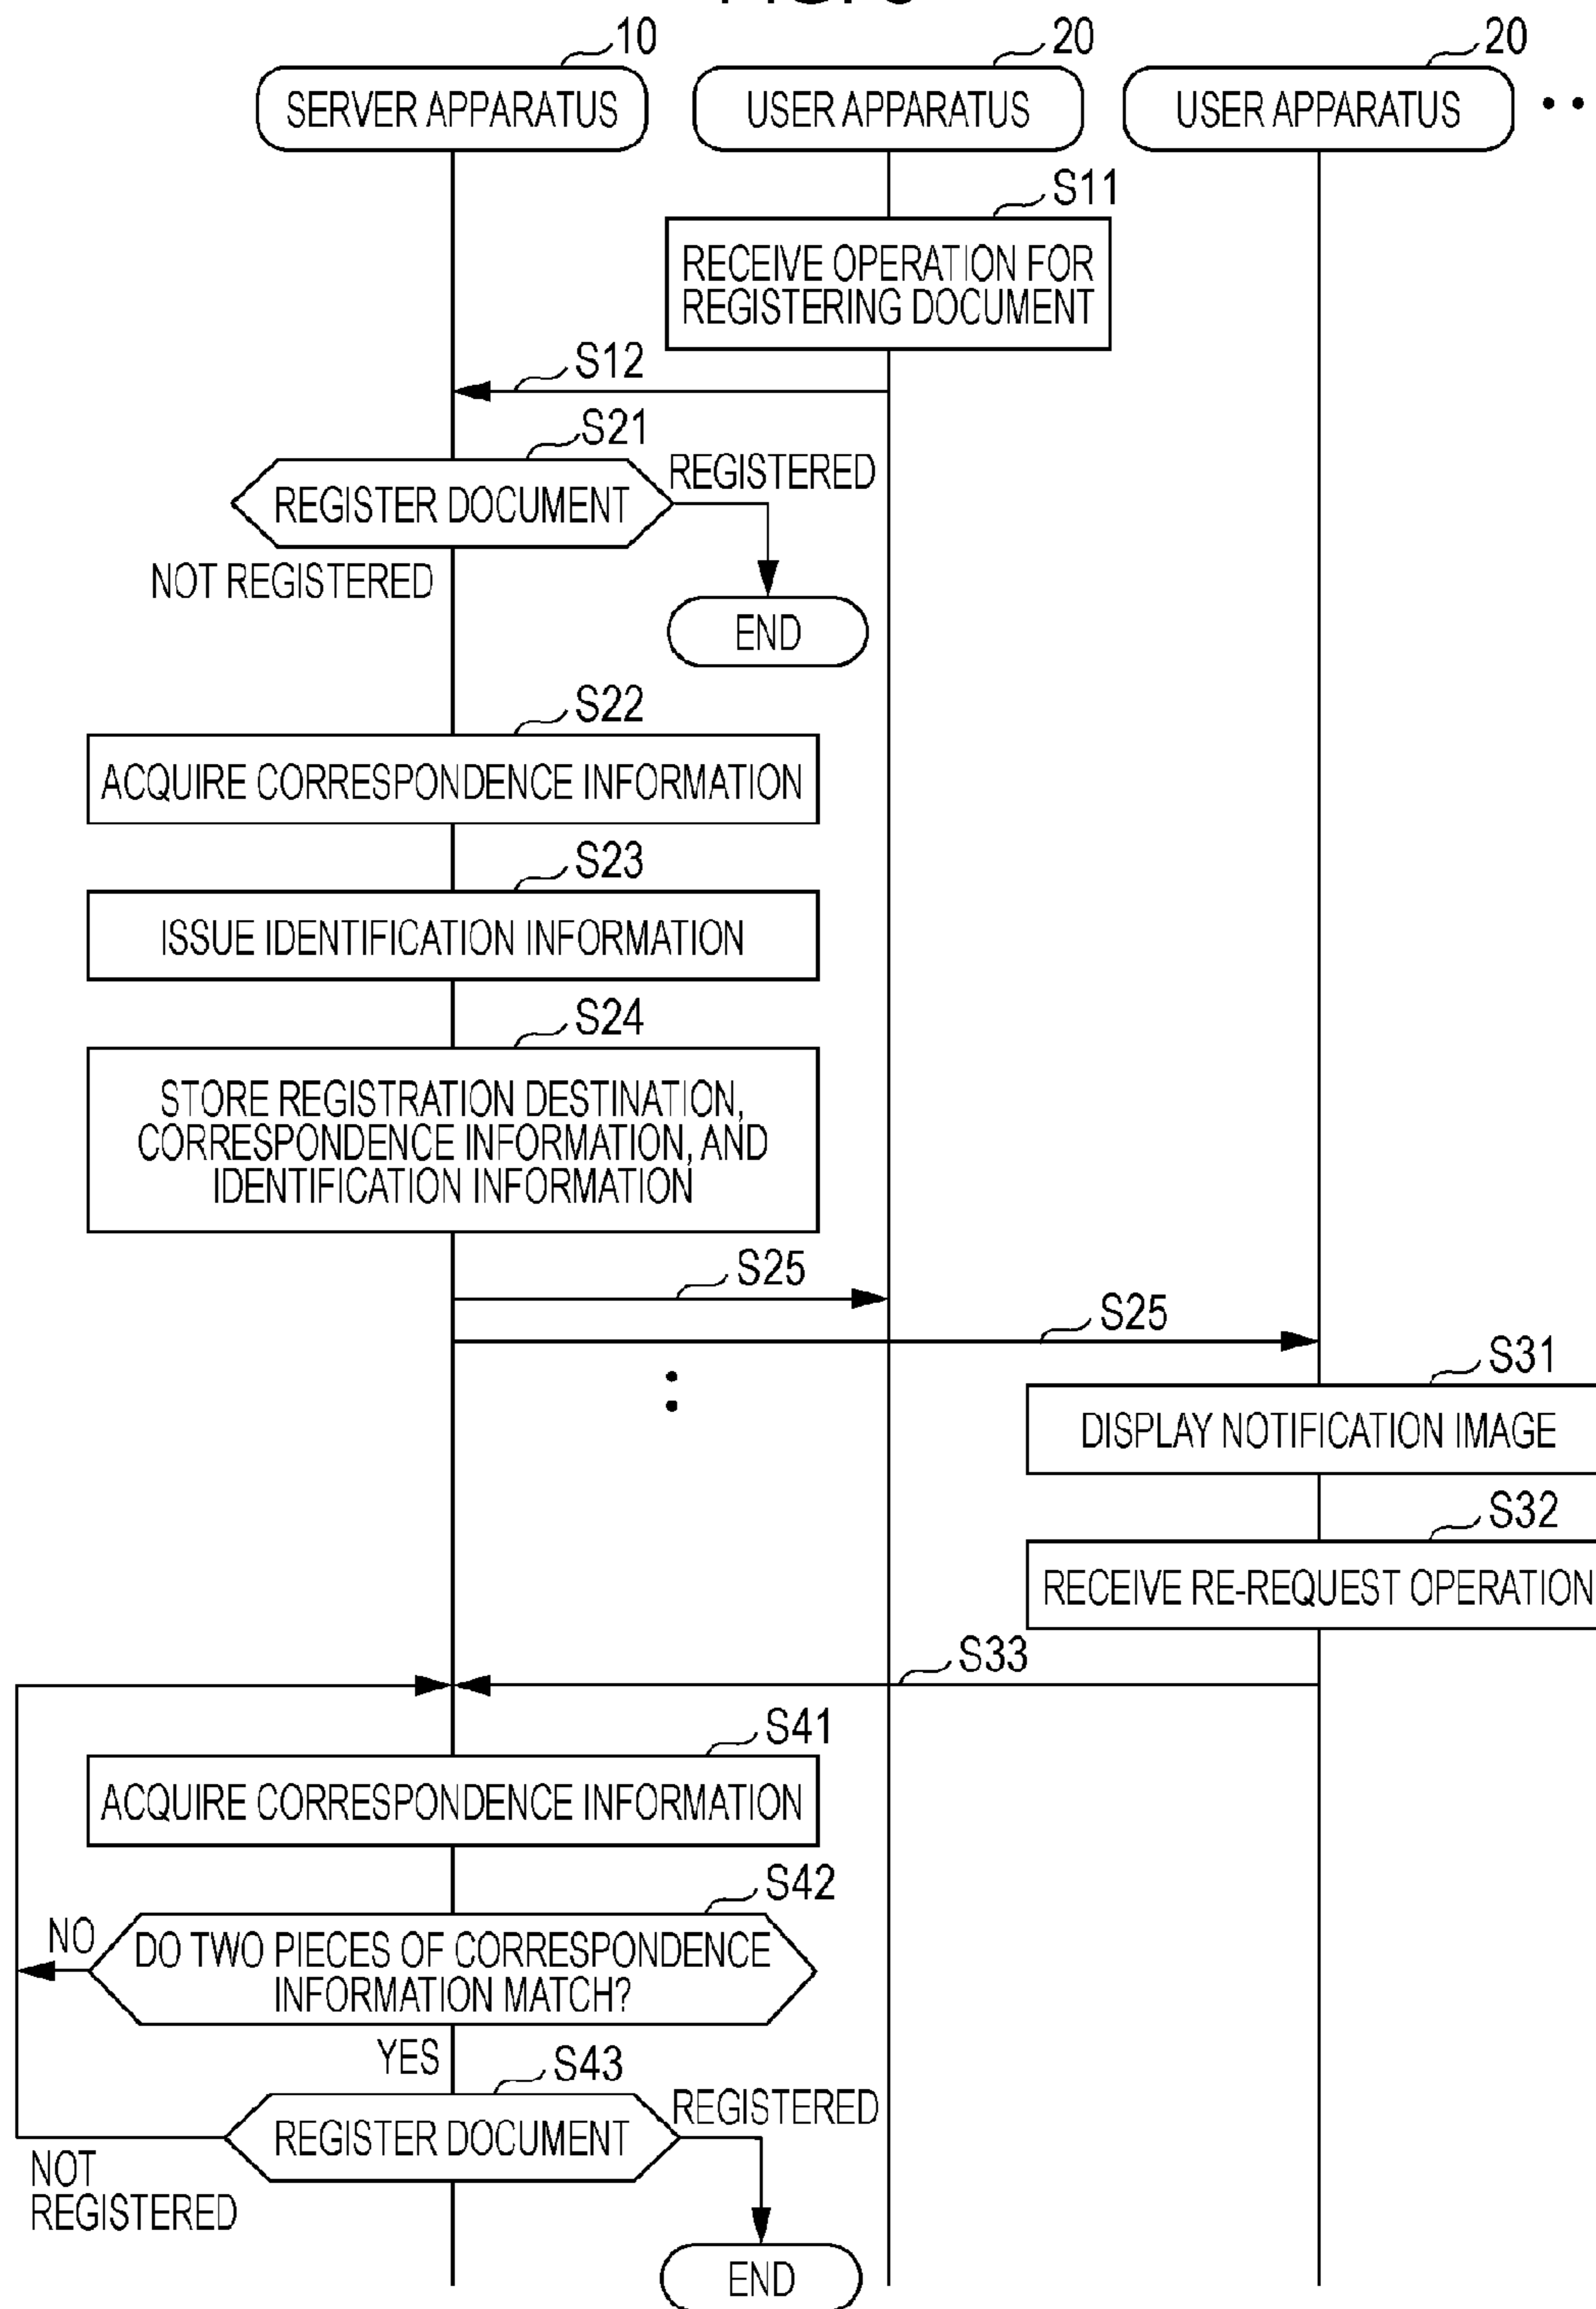 10
20
20
SERVER APPARATUS
USER APPARATUS
USER APPARATUS
S11
RECEIVE OPERATION FOR
REGISTERING DOCUMENT
S12
S21
REGISTER DOCUMENT
REGISTERED
NOT REGISTERED
END
S22
ACQUIRE CORRESPONDENCE INFORMATION
S23
ISSUE IDENTIFICATION INFORMATION
S24
STORE REGISTRATION DESTINATION,
CORRESPONDENCE INFORMATION, AND
IDENTIFICATION INFORMATION
S25
S25
S31
DISPLAY NOTIFICATION IMAGE
S32
RECEIVE RE-REQUEST OPERATION
S33
S41
ACQUIRE CORRESPONDENCE INFORMATION
S42
NO
DO TWO PIECES OF CORRESPONDENCE
INFORMATION MATCH?
YES
S43
REGISTER DOCUMENT
REGISTERED
NOT
REGISTERED
END